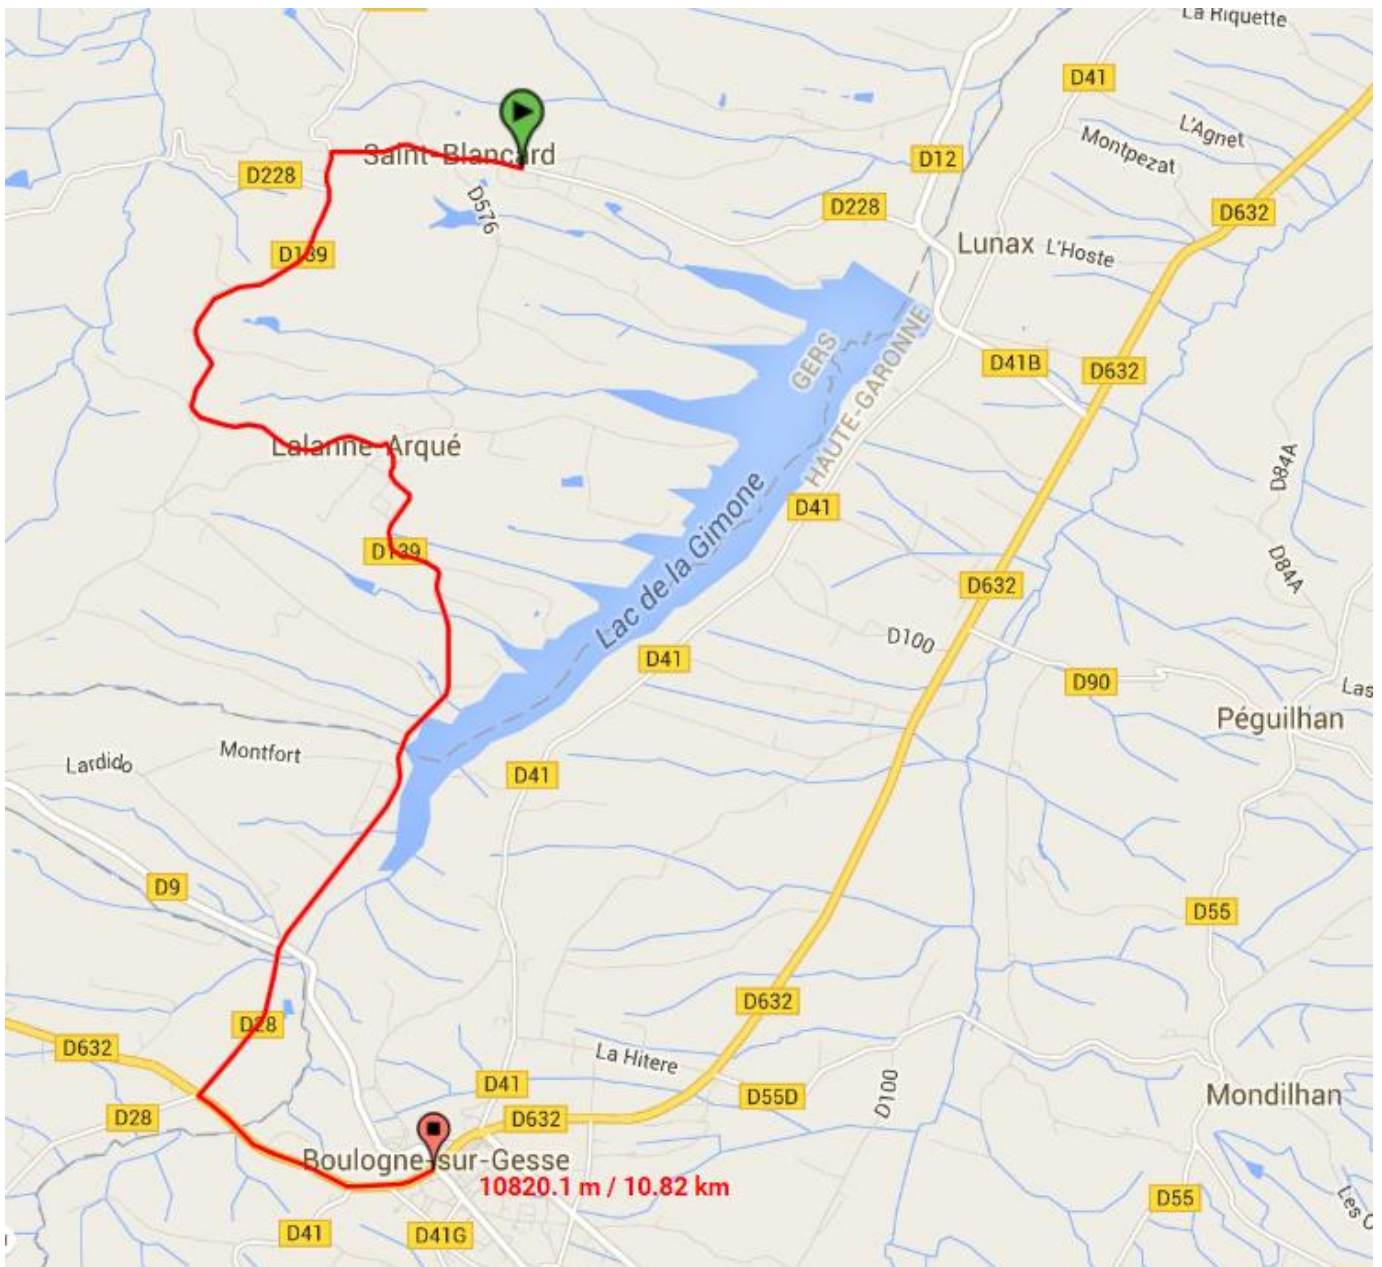 La Riquette
D41
L'Agnet
Montpezat
D12
Saint-Blancard
D228
D576
D228
D632
Lunax
L'Hoste
D139
GERS
HAUTE-GARONNE
D41B
D632
Lalanne-Arqué
D84A
D41
Lac de la Gimone
D139
D84A
D632
D100
D41
D90
Las
Péguilhan
Montfort
Lardido
D41
D9
D55
D632
D28
D632
La Hitere
D41
D55D
D100
Mondilhan
D28
D632
Boulogne-sur-Gesse
10820.1 m / 10.82 km
D55
Les C
D41
D41G